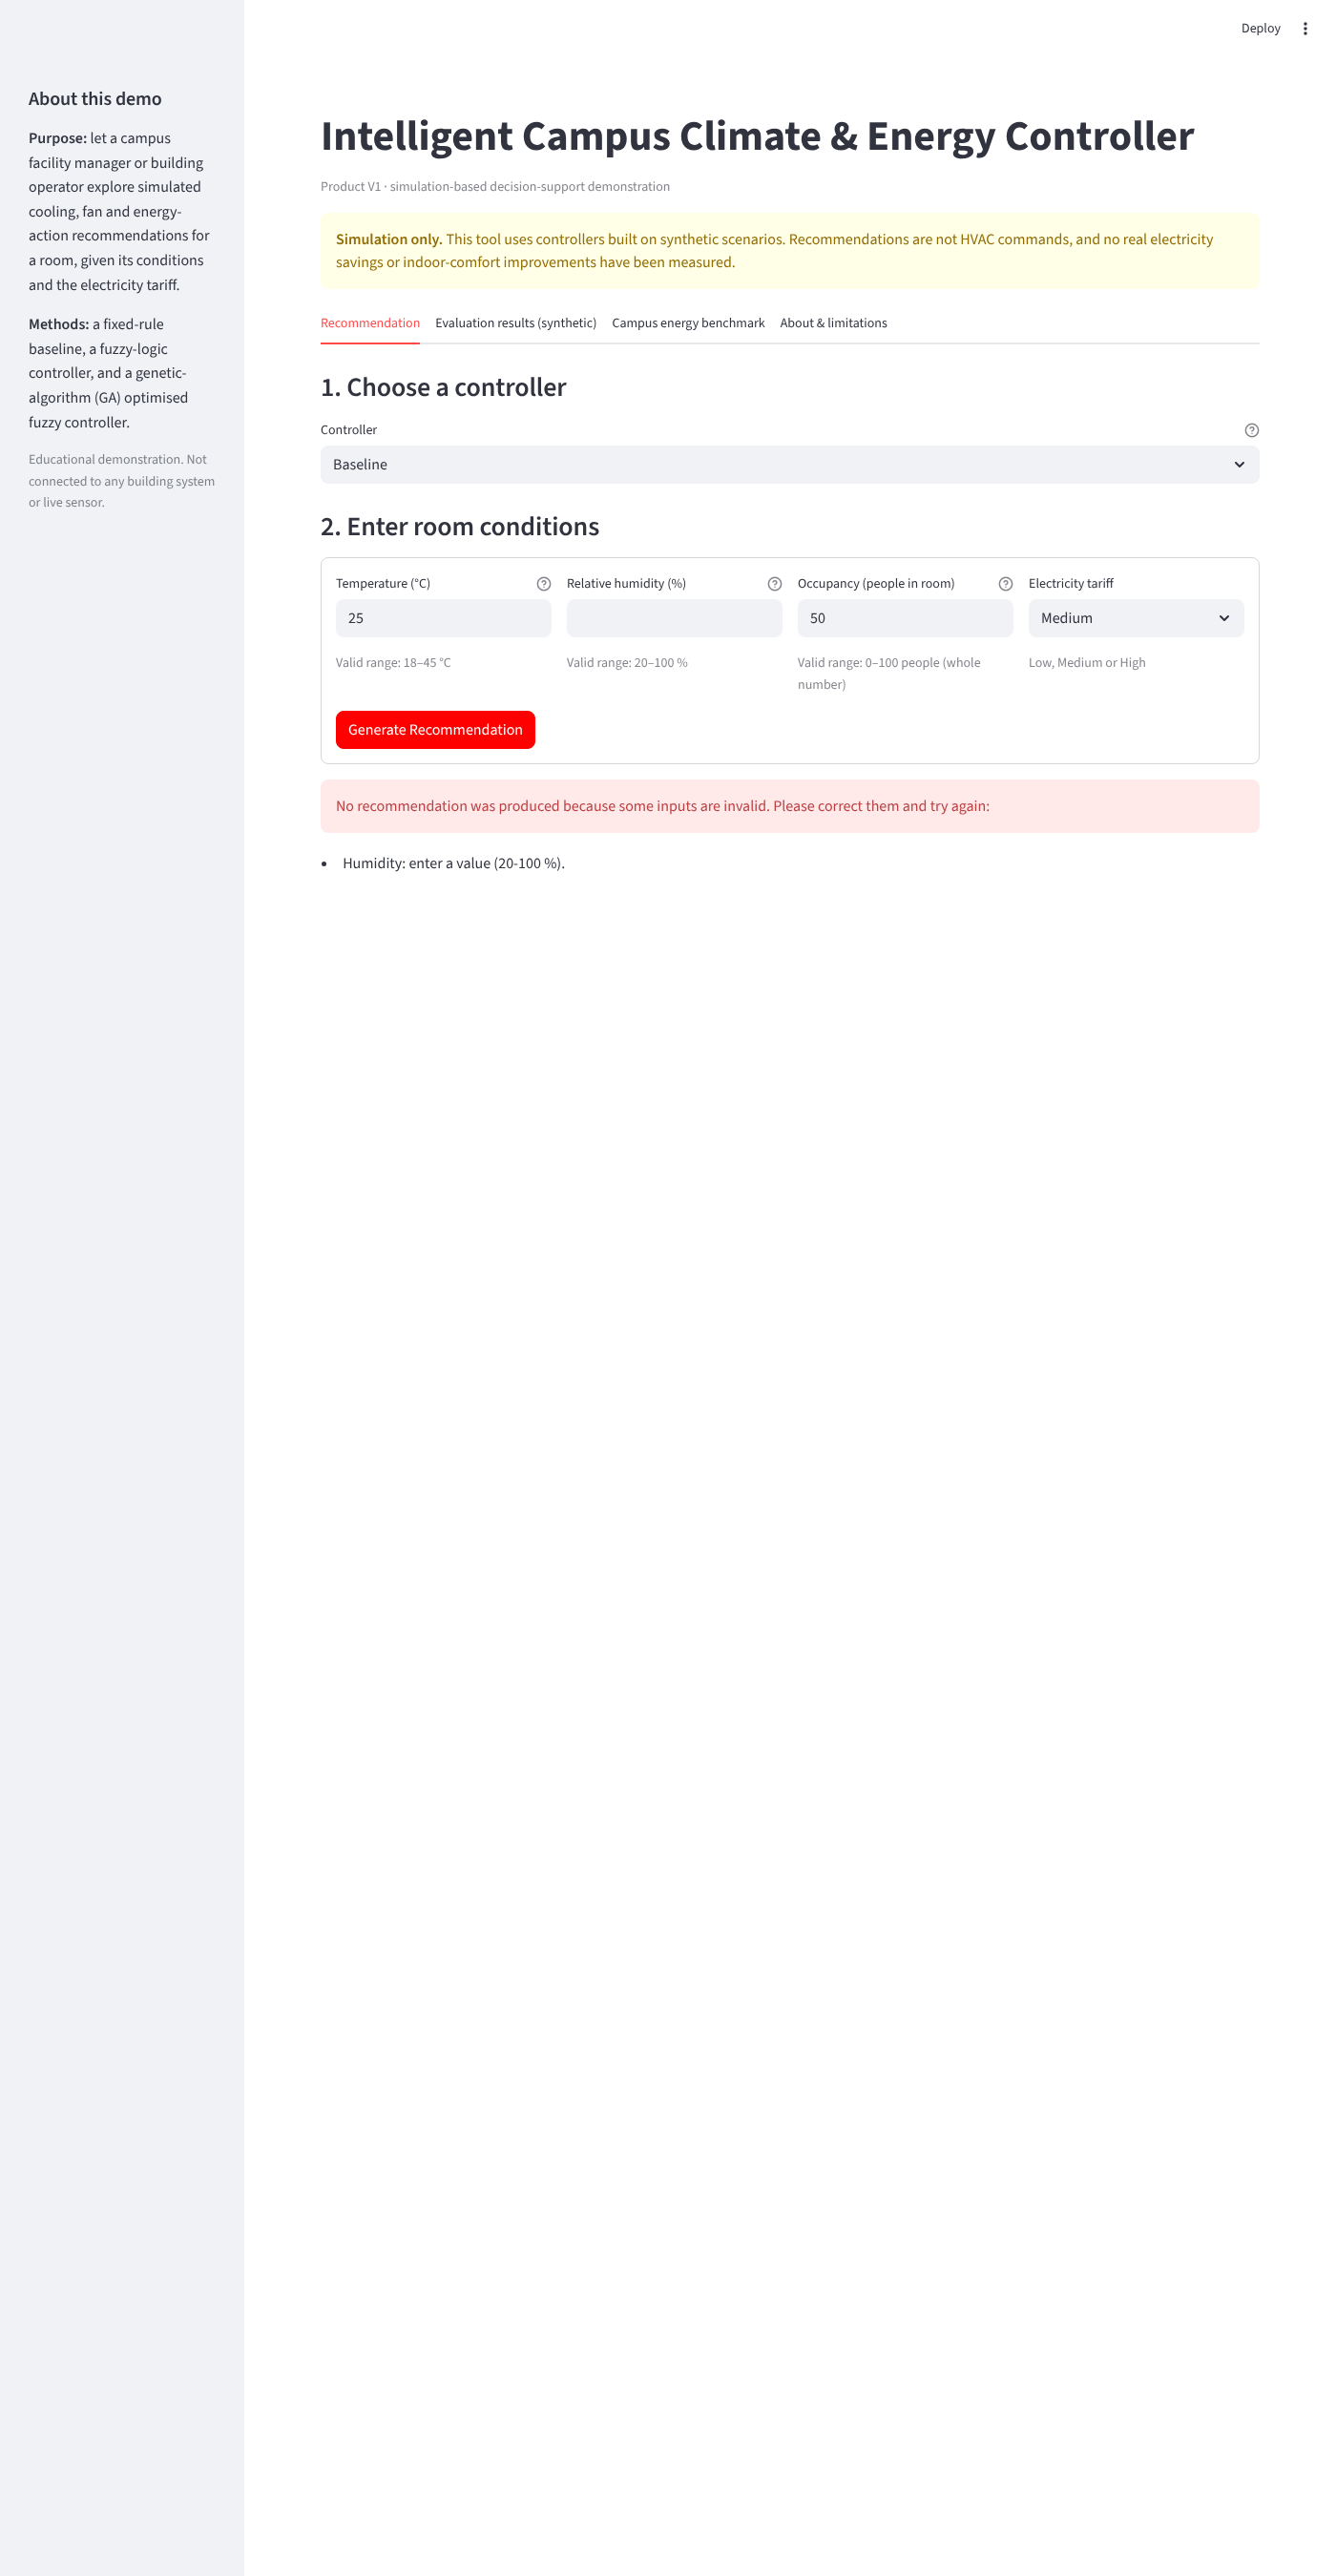 Deploy
About this demo
Purpose: let a campus
facility manager or building
operator explore simulated
cooling, fan and energy-
action recommendations for
a room, given its conditions
and the electricity tariff.
Methods: a fixed-rule
baseline, a fuzzy-logic
controller, and a genetic-
algorithm (GA) optimised
fuzzy controller.
Educational demonstration. Not
connected to any building system
or live sensor.
Intelligent Campus Climate & Energy Controller
Product V1 · simulation-based decision-support demonstration
Simulation only. This tool uses controllers built on synthetic scenarios. Recommendations are not HVAC commands, and no real electricity
savings or indoor-comfort improvements have been measured.
Recommendation Evaluation results (synthetic) Campus energy benchmark About & limitations
1. Choose a controller
Controller
Baseline
2. Enter room conditions
Temperature (°C) Relative humidity (%) Occupancy (people in room) Electricity tariff
25 50 Medium
Valid range: 18–45 °C Valid range: 20–100 % Valid range: 0–100 people (whole Low, Medium or High
number)
Generate Recommendation
No recommendation was produced because some inputs are invalid. Please correct them and try again:
• Humidity: enter a value (20-100 %).